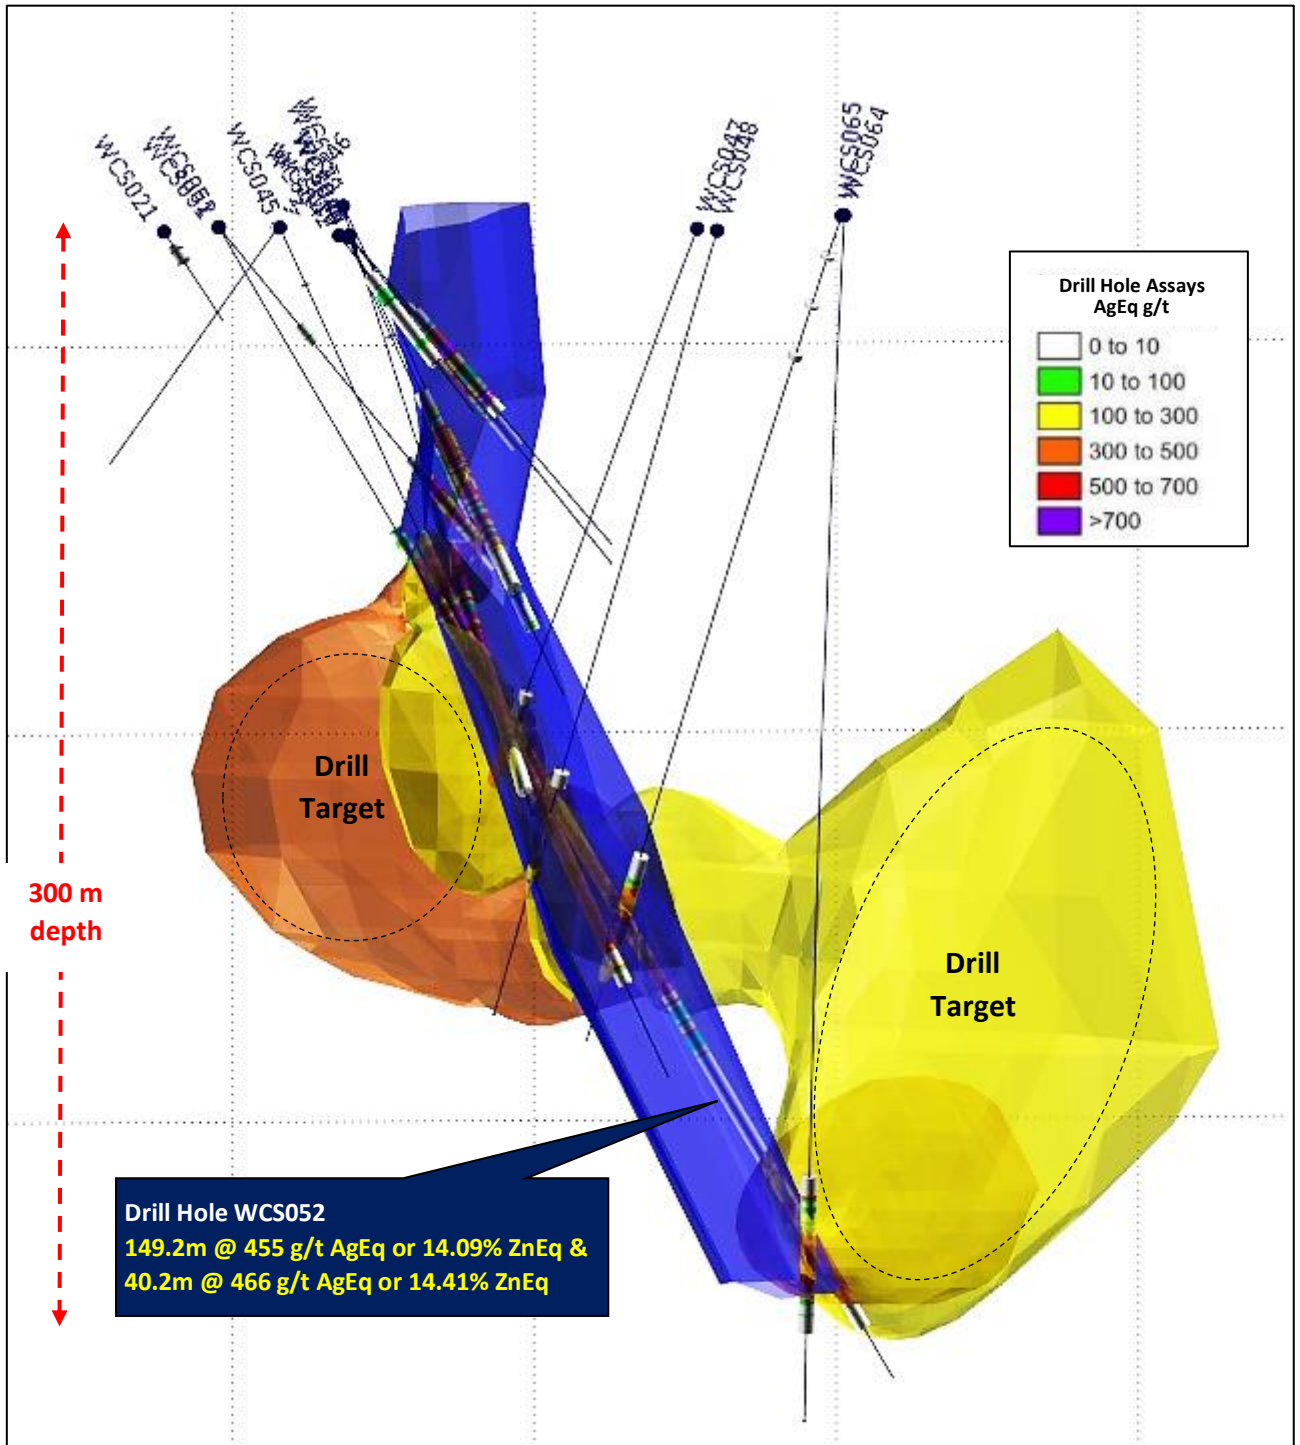 WCS021
WCS045
WCS047
WCS048
WCS065
WCS064
Drill Hole Assays
AgEq g/t
0 to 10
10 to 100
100 to 300
300 to 500
500 to 700
>700
Drill
Target
300 m
depth
Drill
Target
Drill Hole WCS052
149.2m @ 455 g/t AgEq or 14.09% ZnEq &
40.2m @ 466 g/t AgEq or 14.41% ZnEq